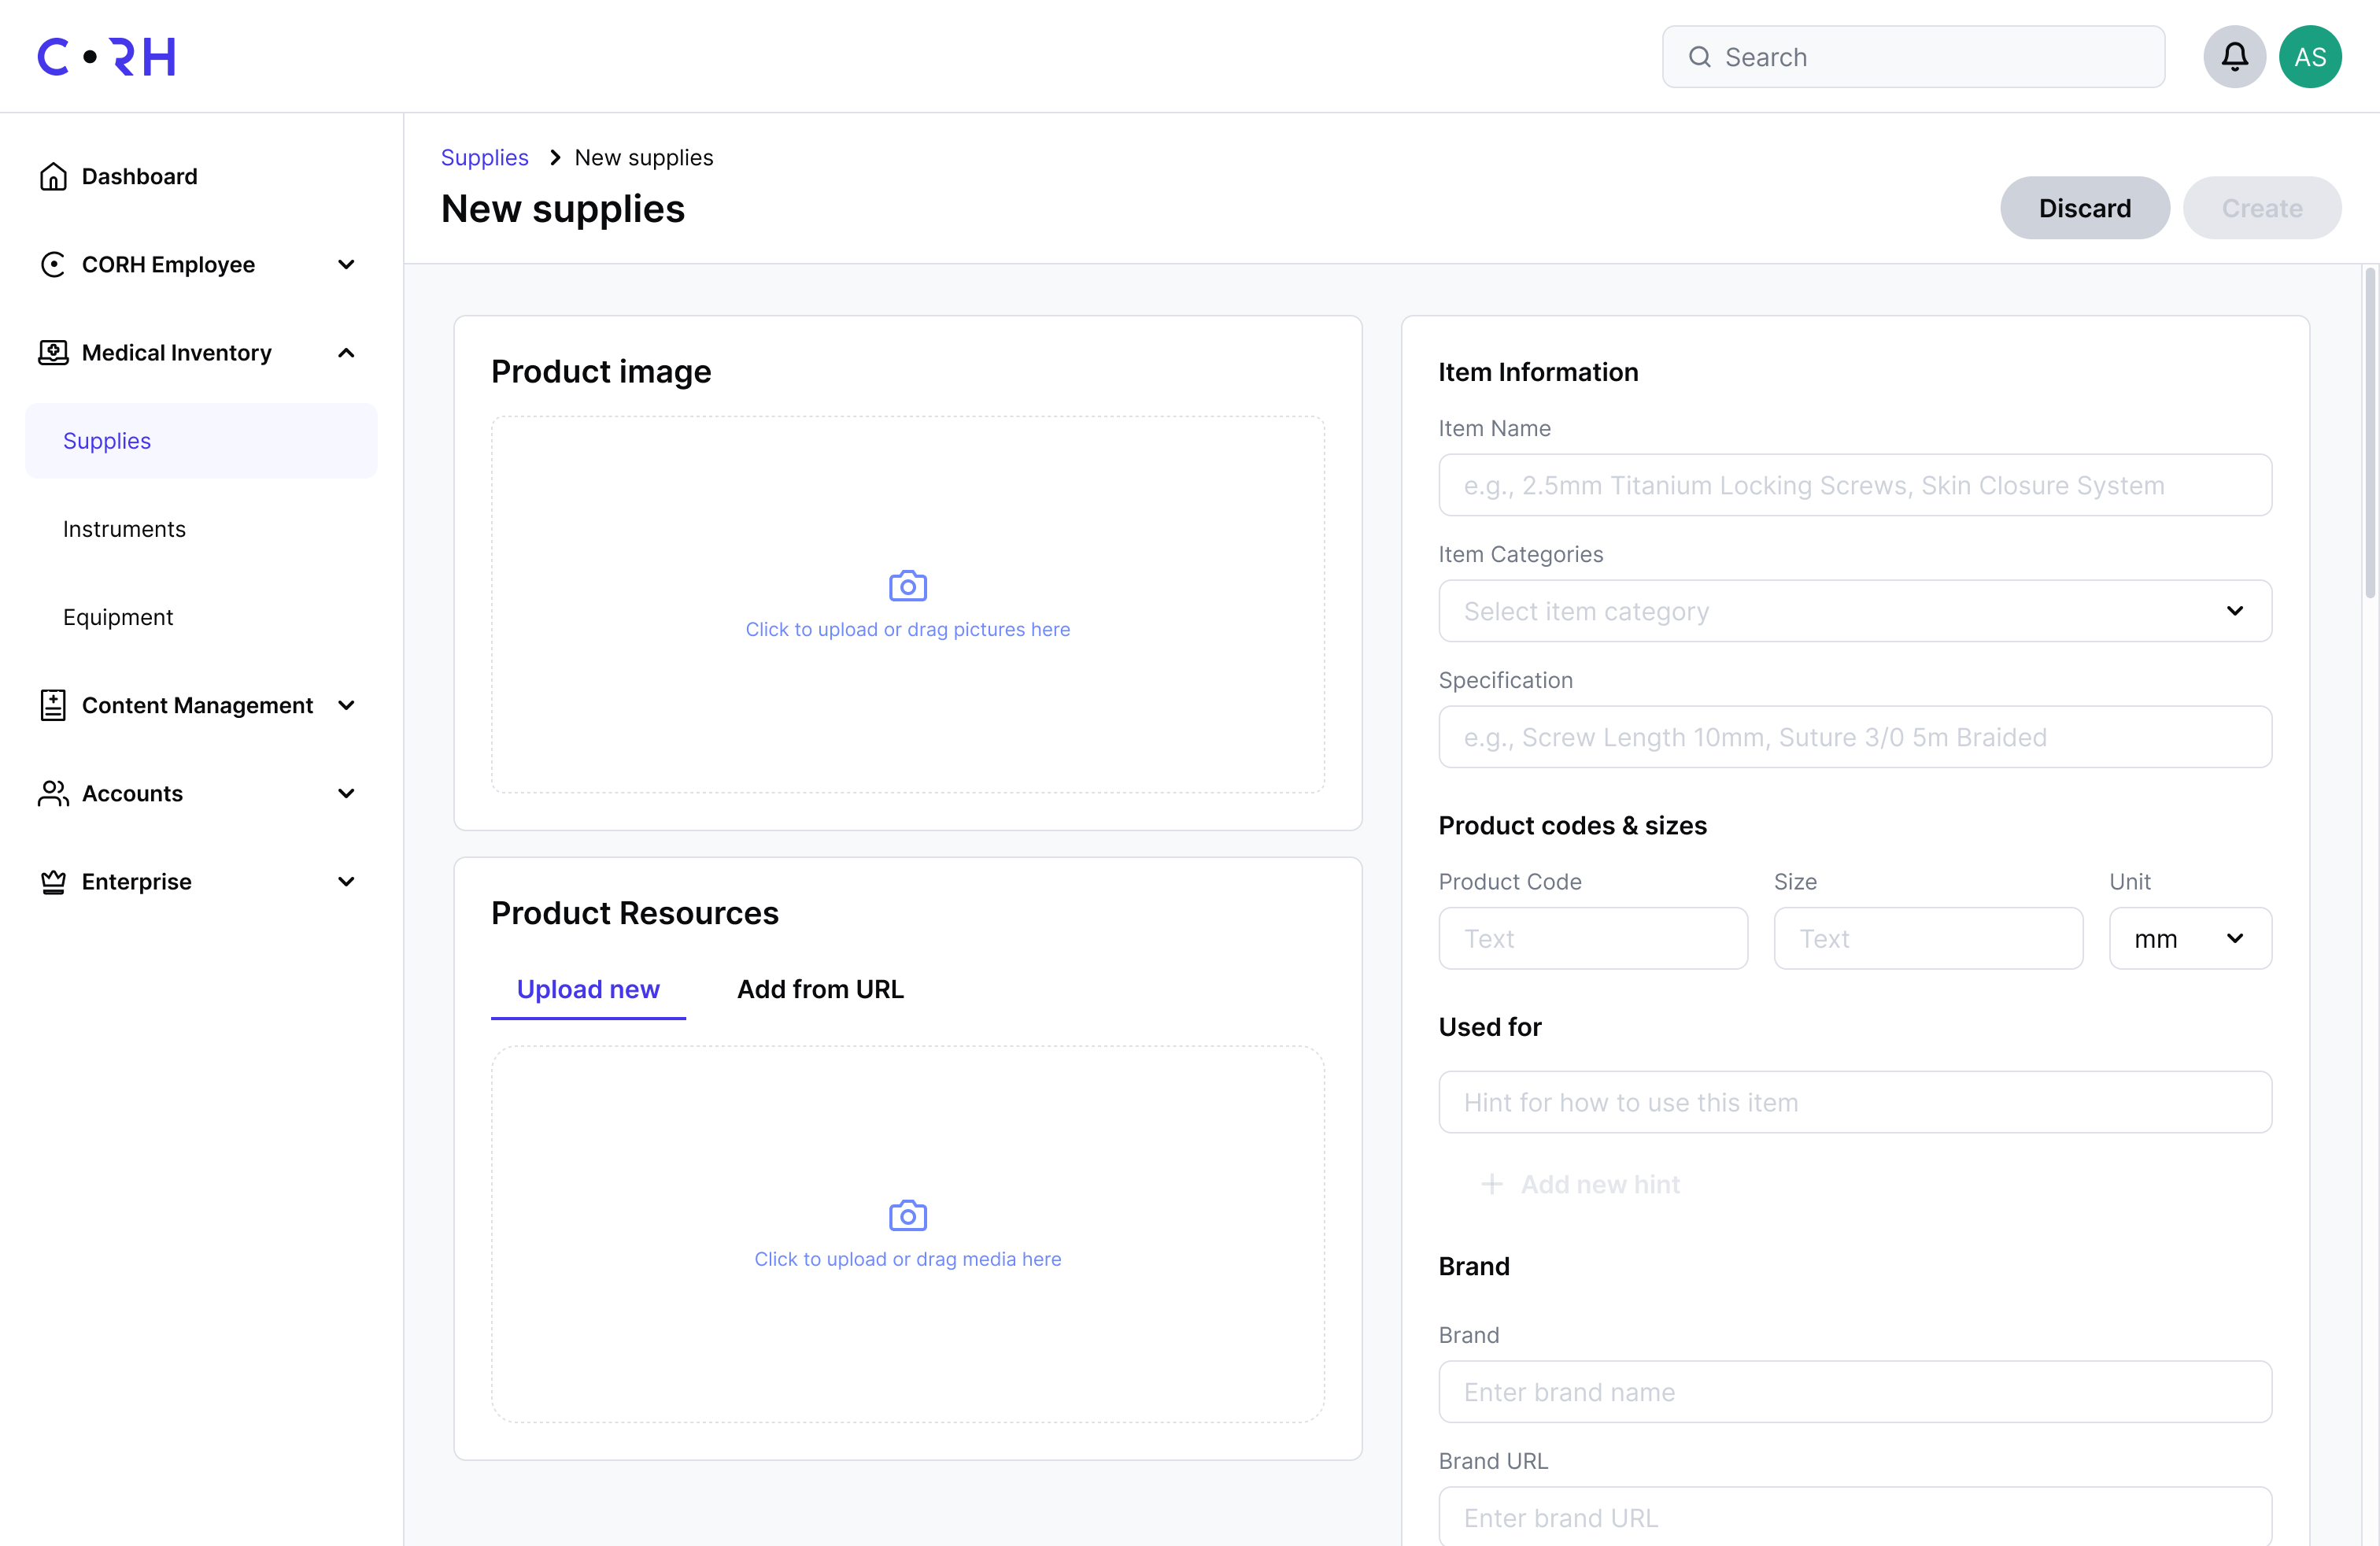 C•RH
Search
AS
Dashboard
CORH Employee
Medical Inventory
Supplies
Instruments
Equipment
Content Management
Accounts
Enterprise
Supplies > New supplies
New supplies
Discard
Create
Product image
Click to upload or drag pictures here
Product Resources
Upload new
Add from URL
Click to upload or drag media here
Item Information
Item Name
e.g., 2.5mm Titanium Locking Screws, Skin Closure System
Item Categories
Select item category
Specification
e.g., Screw Length 10mm, Suture 3/0 5m Braided
Product codes & sizes
Product Code Size Unit
Text Text mm
Used for
Hint for how to use this item
+ Add new hint
Brand
Brand
Enter brand name
Brand URL
Enter brand URL